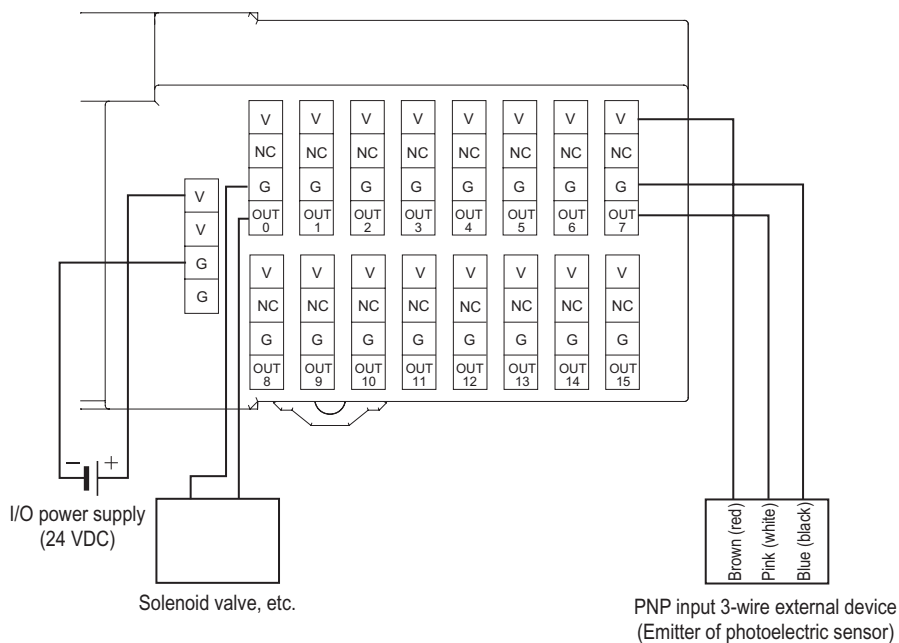 V V V V V V V V
NC NC NC NC NC NC NC NC
G G G G G G G G
OUT OUT OUT OUT OUT OUT OUT OUT
0 1 2 3 4 5 6 7
V
V
G
G
V V V V V V V V
NC NC NC NC NC NC NC NC
G G G G G G G G
OUT OUT OUT OUT OUT OUT OUT OUT
8 9 10 11 12 13 14 15
− +
I/O power supply
(24 VDC)
Solenoid valve, etc.
Brown (red)
Pink (white)
Blue (black)
PNP input 3-wire external device
(Emitter of photoelectric sensor)